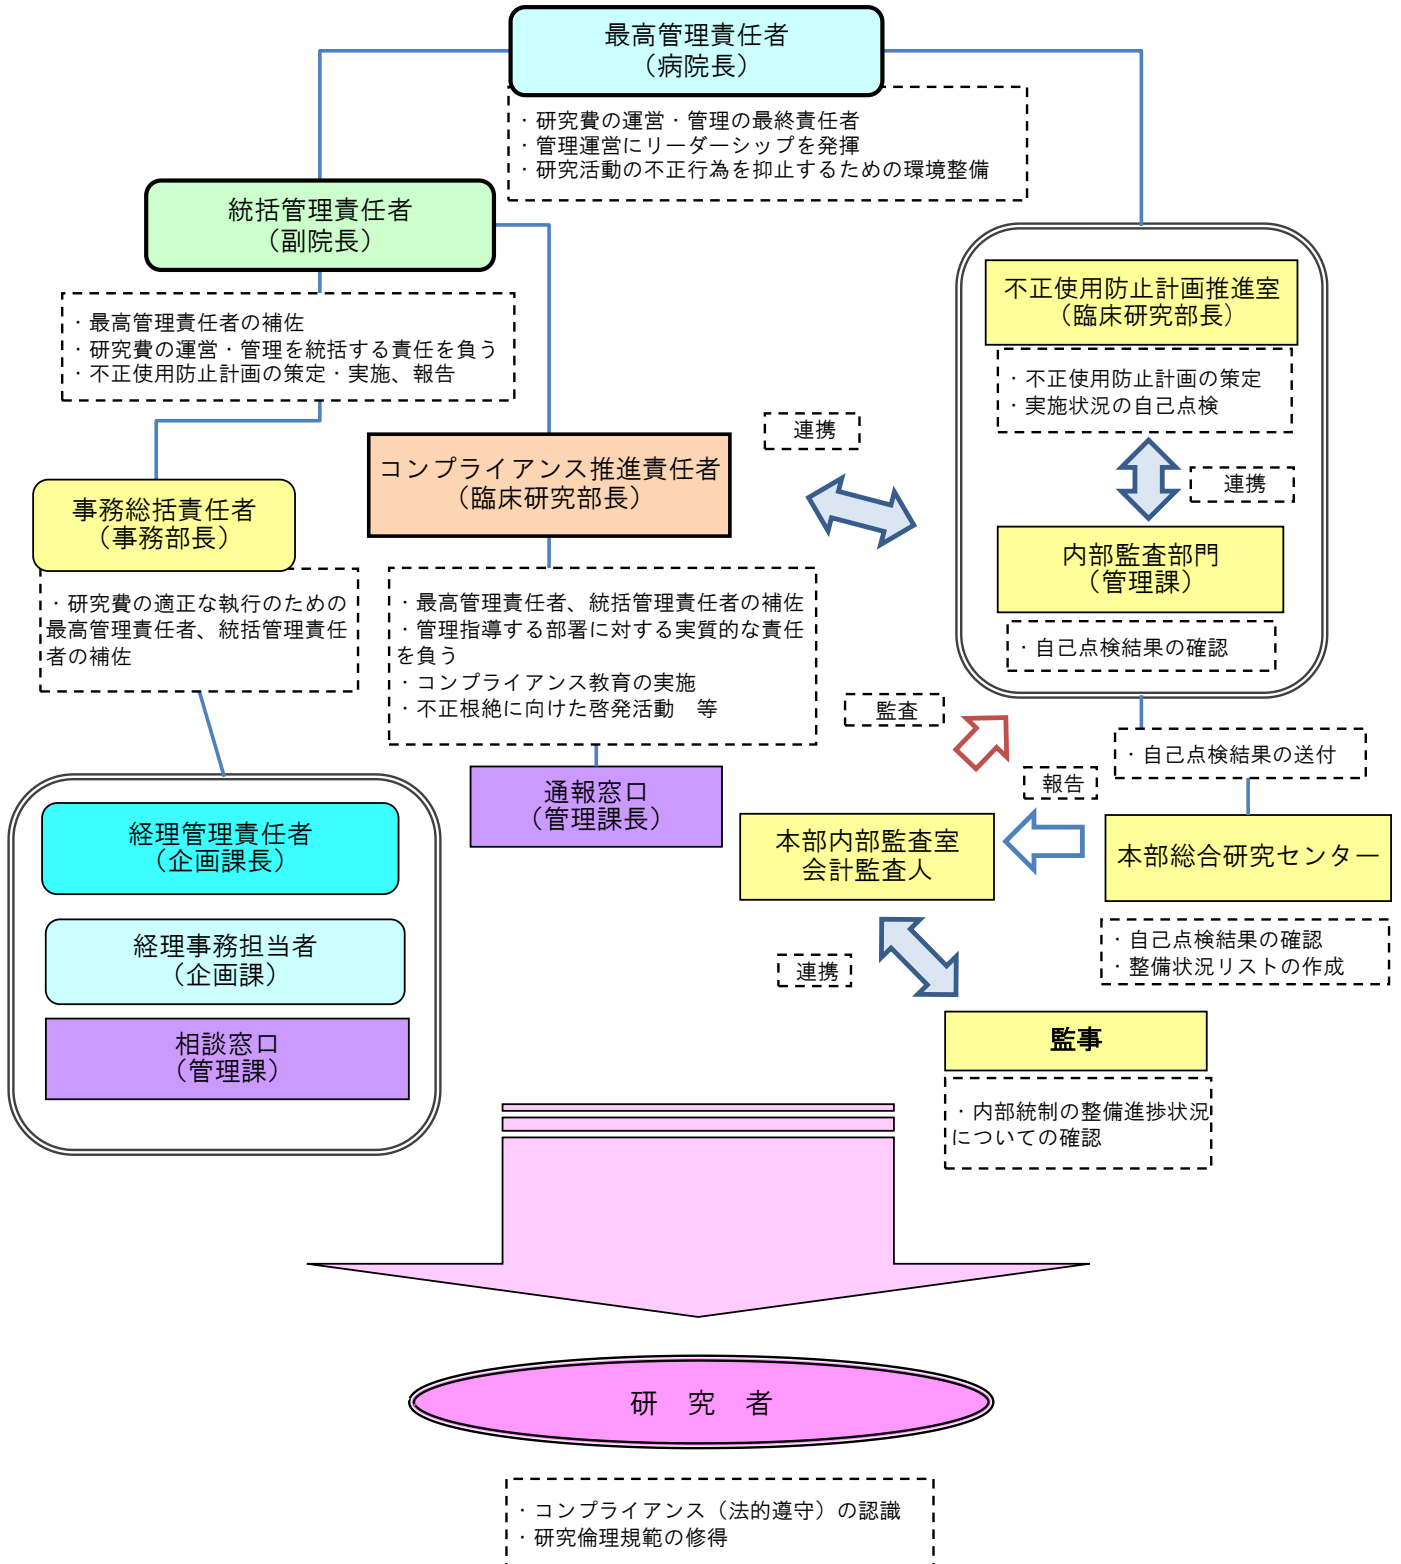 最高管理責任者
（病院長）
・研究費の運営・管理の最終責任者
・管理運営にリーダーシップを発揮
・研究活動の不正行為を抑止するための環境整備
統括管理責任者
（副院長）
・最高管理責任者の補佐
・研究費の運営・管理を統括する責任を負う
・不正使用防止計画の策定・実施、報告
不正使用防止計画推進室
（臨床研究部長）
・不正使用防止計画の策定
・実施状況の自己点検
連携
内部監査部門
（管理課）
・自己点検結果の確認
連携
コンプライアンス推進責任者
（臨床研究部長）
・最高管理責任者、統括管理責任者の補佐
・管理指導する部署に対する実質的な責任
を負う
・コンプライアンス教育の実施
・不正根絶に向けた啓発活動　等
事務総括責任者
（事務部長）
・研究費の適正な執行のための
最高管理責任者、統括管理責任
者の補佐
監査
・自己点検結果の送付
報告
通報窓口
（管理課長）
経理管理責任者
（企画課長）
経理事務担当者
（企画課）
相談窓口
（管理課）
本部内部監査室
会計監査人
本部総合研究センター
・自己点検結果の確認
・整備状況リストの作成
連携
監事
・内部統制の整備進捗状況
についての確認
研　究　者
・コンプライアンス（法的遵守）の認識
・研究倫理規範の修得